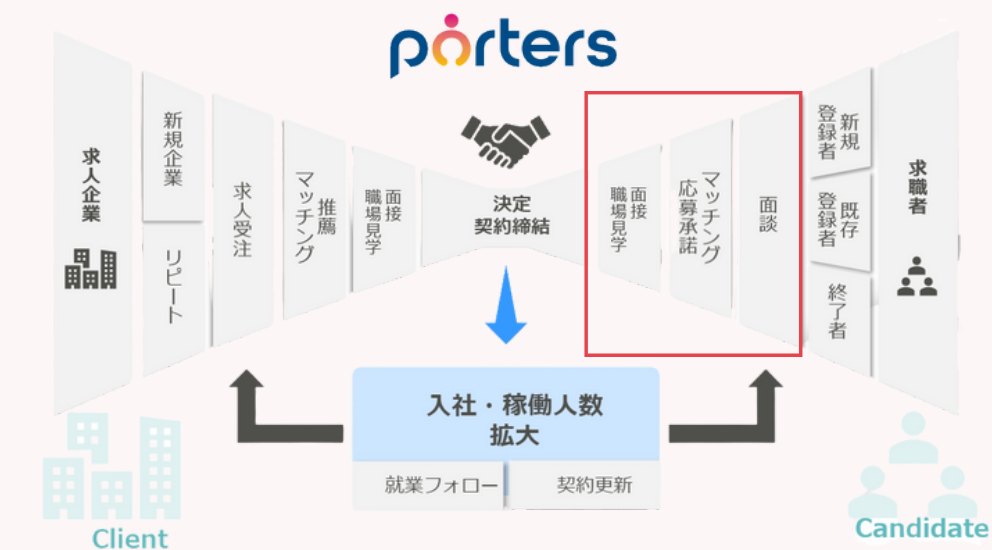 porters
求人企業
新規企業
リピート
求人受注
推薦
マッチング
面接
職場見学
決定
契約締結
面接
職場見学
マッチング
応募承諾
面談
新規
登録者
既存
登録者
終了者
求職者
入社・稼働人数
拡大
就業フォロー
契約更新
Client
Candidate